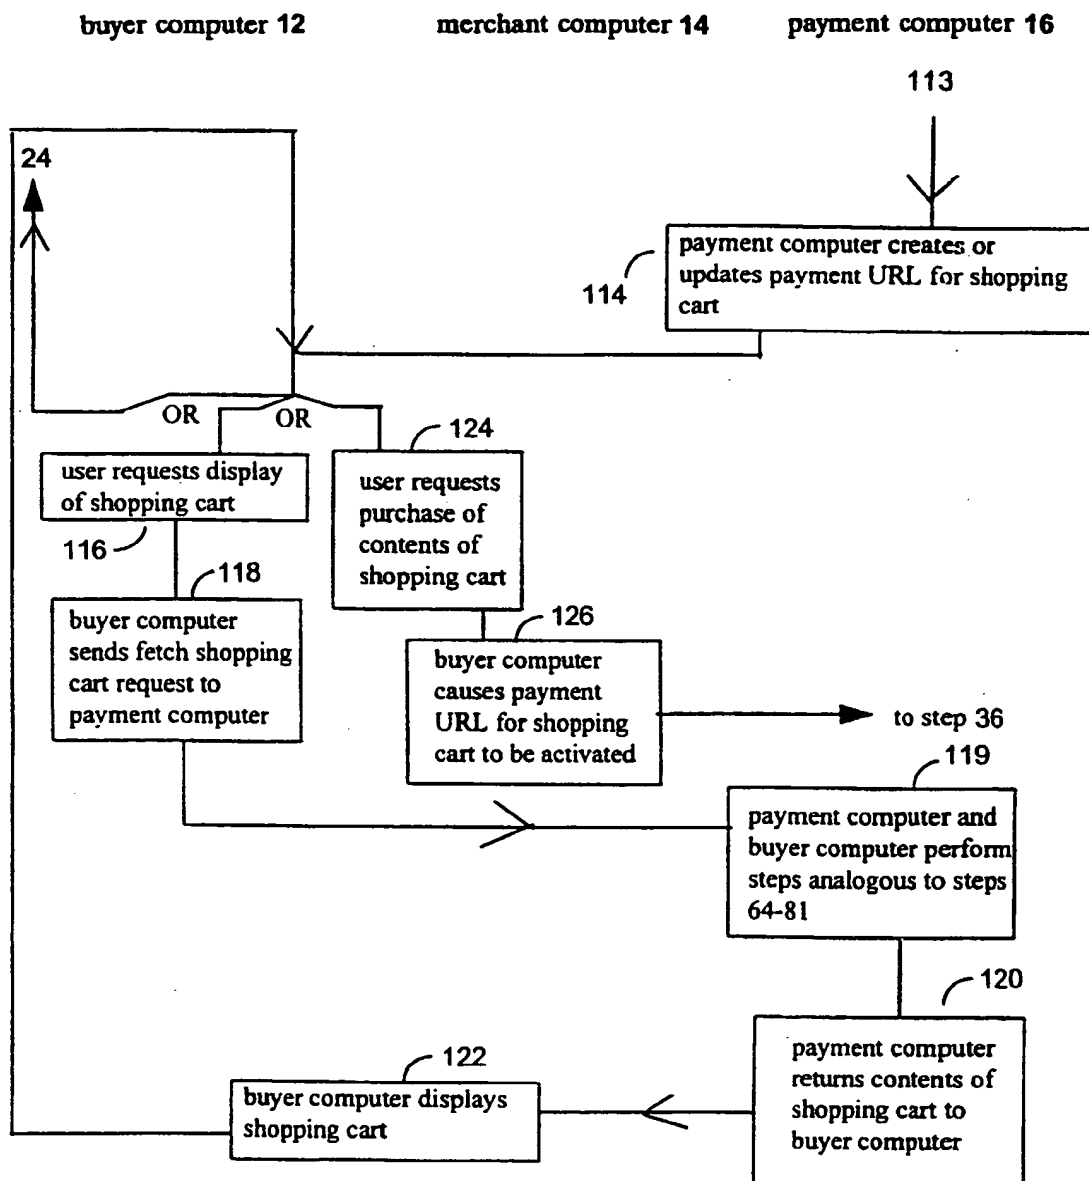 buyer computer 12 merchant computer 14 payment computer 16
113
24
payment computer creates or
updates payment URL for shopping
cart
114
OR OR
124
user requests display
of shopping cart
116
user requests
purchase of
contents of
shopping cart
118
buyer computer
sends fetch shopping
cart request to
payment computer
126
buyer computer
causes payment
URL for shopping
cart to be activated
to step 36
119
payment computer and
buyer computer perform
steps analogous to steps
64-81
120
payment computer
returns contents of
shopping cart to
buyer computer
122
buyer computer displays
shopping cart